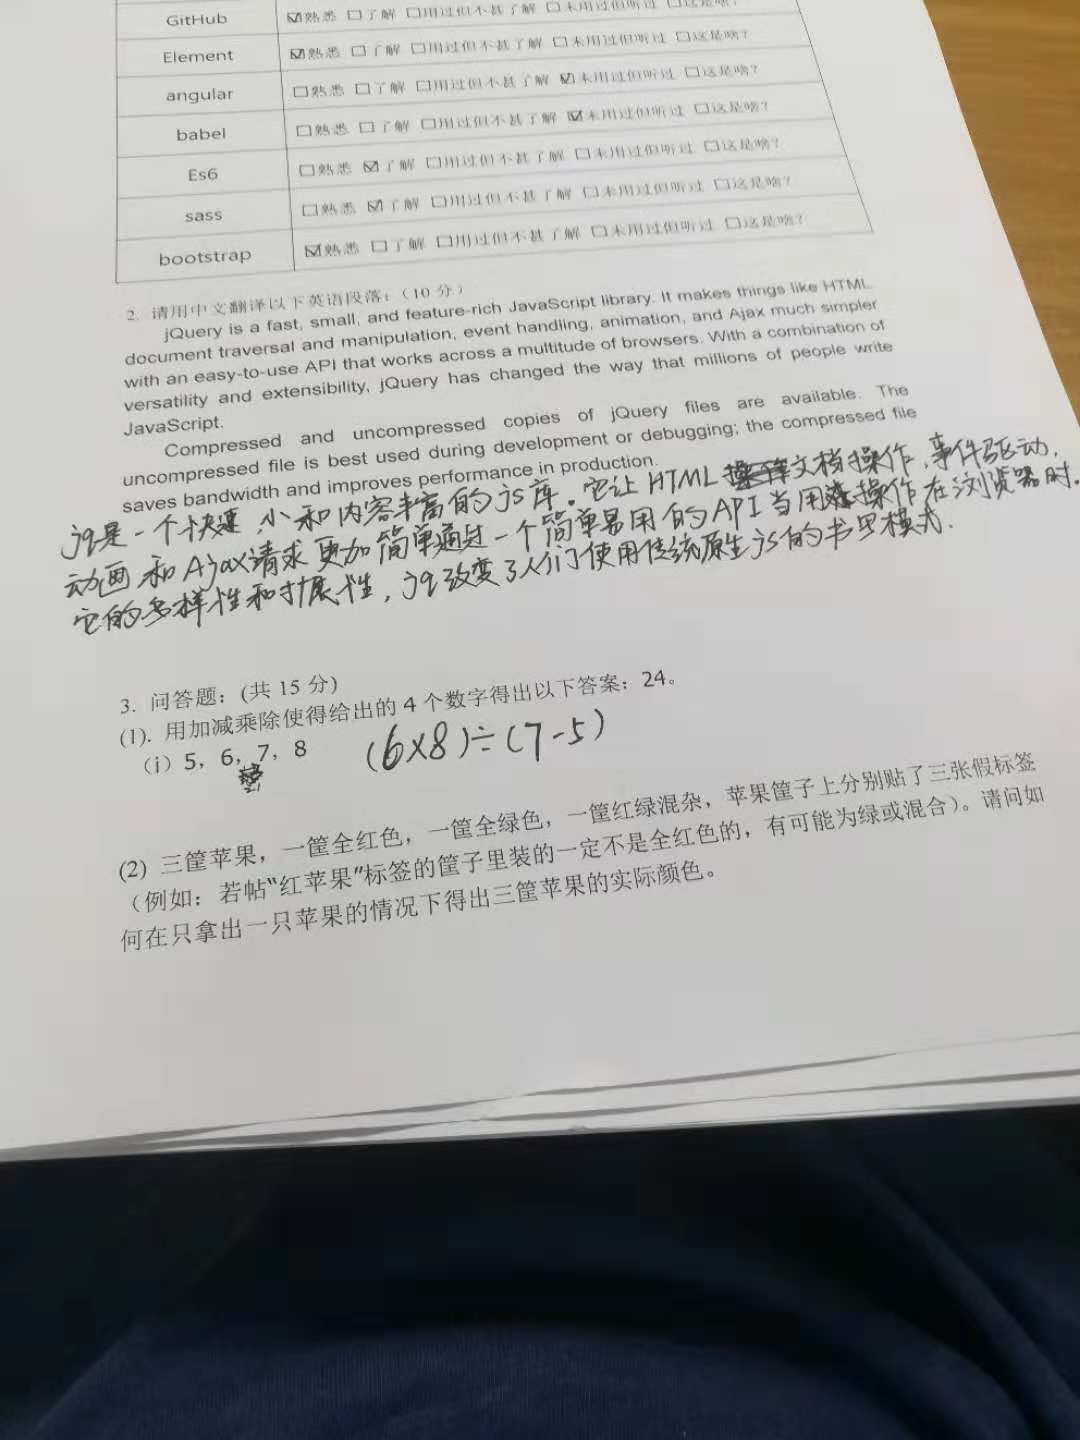 GitHub ☑熟悉 □了解 □用过但不甚了解 □未用过但听过 □这是啥?
Element ☑熟悉 □了解 □用过但不甚了解 □未用过但听过 □这是啥?
angular □熟悉 □了解 □用过但不甚了解 ☑未用过但听过 □这是啥?
babel □熟悉 □了解 □用过但不甚了解 ☑未用过但听过 □这是啥?
Es6 □熟悉 ☑了解 □用过但不甚了解 □未用过但听过 □这是啥?
sass □熟悉 ☑了解 □用过但不甚了解 □未用过但听过 □这是啥?
bootstrap ☑熟悉 □了解 □用过但不甚了解 □未用过但听过 □这是啥?
2. 请用中文翻译以下英语段落:(10 分)
jQuery is a fast, small, and feature-rich JavaScript library. It makes things like HTML
document traversal and manipulation, event handling, animation, and Ajax much simpler
with an easy-to-use API that works across a multitude of browsers. With a combination of
versatility and extensibility, jQuery has changed the way that millions of people write
JavaScript.
Compressed and uncompressed copies of jQuery files are available. The
uncompressed file is best used during development or debugging; the compressed file
saves bandwidth and improves performance in production.
jq是一个快速,小和内容丰富的js库。它让HTML文档操作,事件驱动,
动画和Ajax请求更加简单通过一个简单易用的API当用操作在浏览器时.
它的多样性和扩展性,jq改变了人们使用传统原生js的书写模式.
3. 问答题:(共 15 分)
(1). 用加减乘除使得给出的 4 个数字得出以下答案:24。
(i) 5, 6, 7, 8 (6×8)÷(7-5)
(2) 三筐苹果,一筐全红色,一筐全绿色,一筐红绿混杂,苹果筐子上分别贴了三张假标签
(例如:若帖“红苹果”标签的筐子里装的一定不是全红色的,有可能为绿或混合)。请问如
何在只拿出一只苹果的情况下得出三筐苹果的实际颜色。